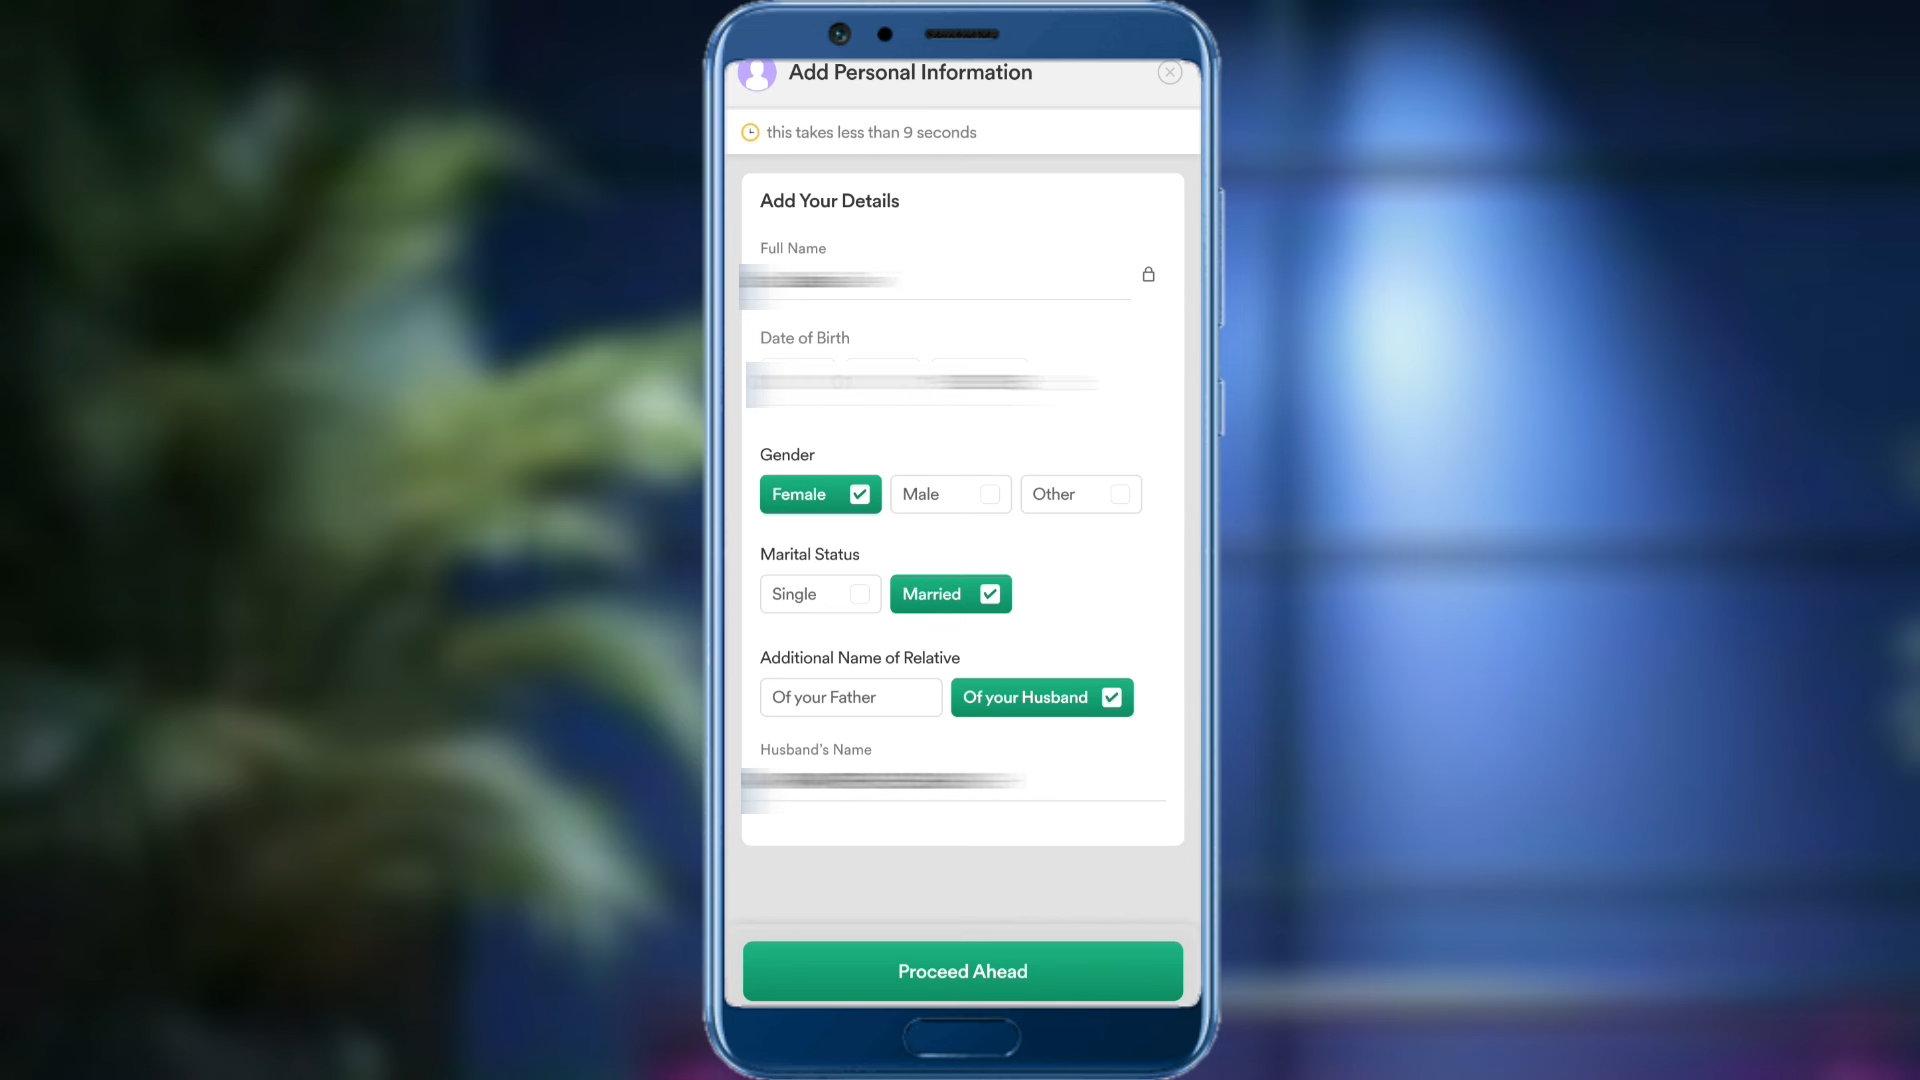 Add Personal Information
this takes less than 9 seconds
Add Your Details
Full Name
Date of Birth
Gender
Female Male Other
Marital Status
Single Married
Additional Name of Relative
Of your Father Of your Husband
Husband's Name
Proceed Ahead